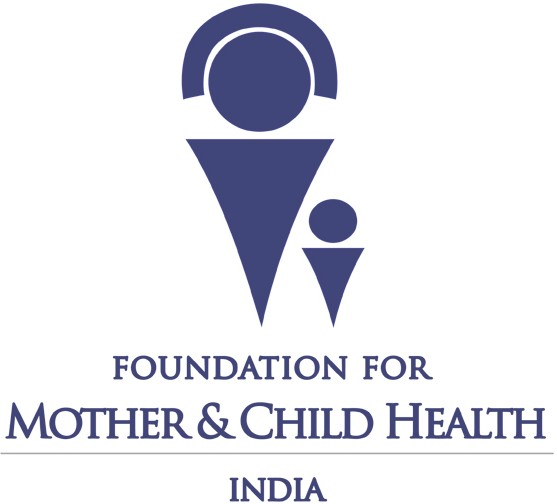 FOUNDATION FOR
MOTHER & CHILD HEALTH
INDIA